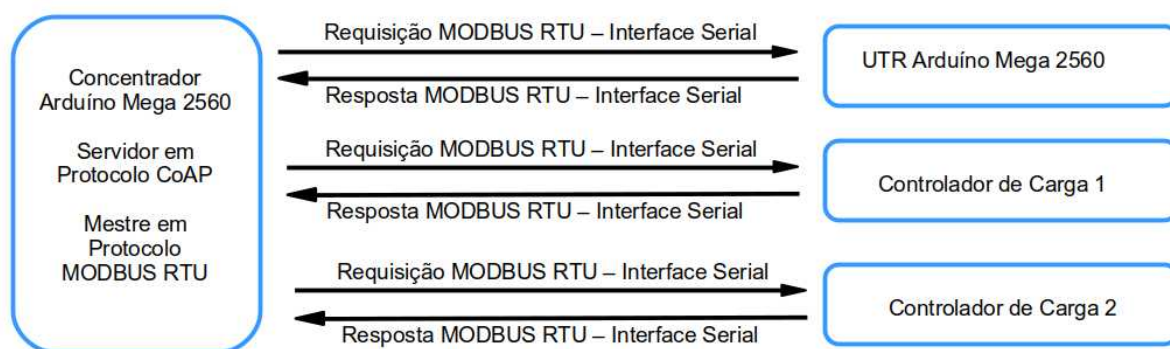 Concentrador
Arduíno Mega 2560
Servidor em
Protocolo CoAP
Mestre em
Protocolo
MODBUS RTU
Requisição MODBUS RTU – Interface Serial
Resposta MODBUS RTU – Interface Serial
UTR Arduíno Mega 2560
Requisição MODBUS RTU – Interface Serial
Resposta MODBUS RTU – Interface Serial
Controlador de Carga 1
Requisição MODBUS RTU – Interface Serial
Resposta MODBUS RTU – Interface Serial
Controlador de Carga 2